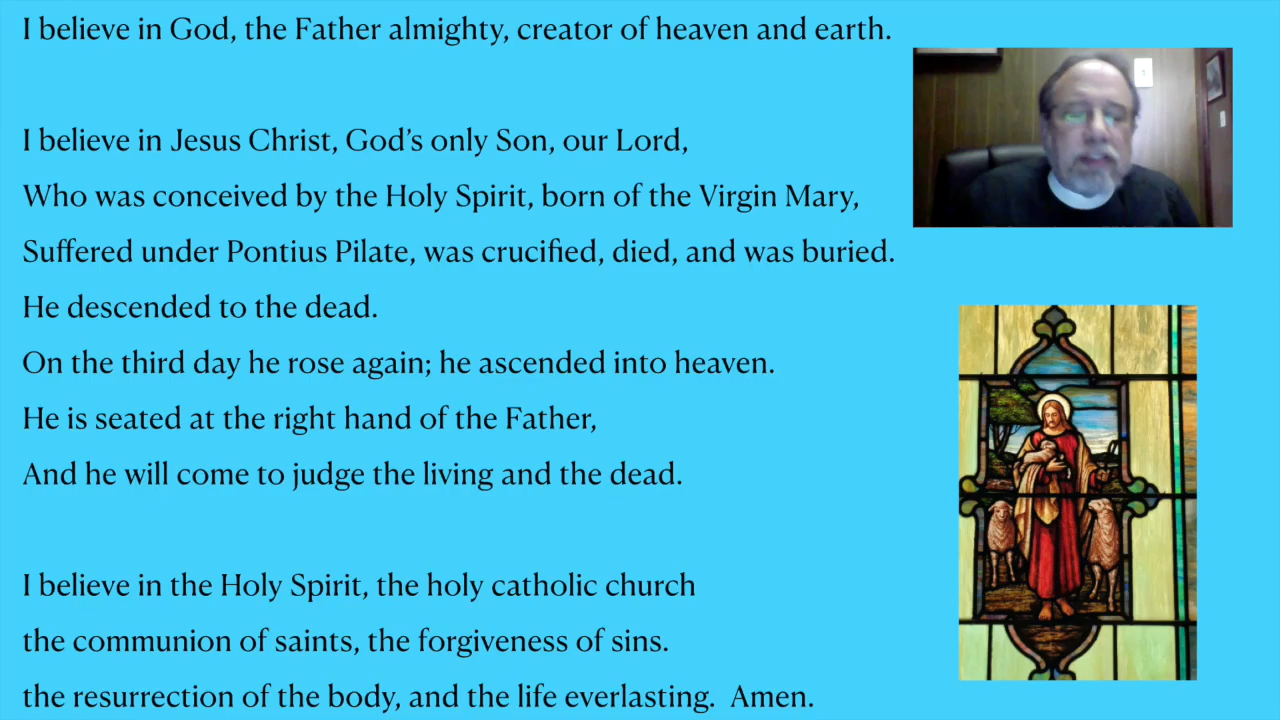 I believe in God, the Father almighty, creator of heaven and earth.
I believe in Jesus Christ, God’s only Son, our Lord,
Who was conceived by the Holy Spirit, born of the Virgin Mary,
Suffered under Pontius Pilate, was crucified, died, and was buried.
He descended to the dead.
On the third day he rose again; he ascended into heaven.
He is seated at the right hand of the Father,
And he will come to judge the living and the dead.
I believe in the Holy Spirit, the holy catholic church
the communion of saints, the forgiveness of sins.
the resurrection of the body, and the life everlasting.  Amen.